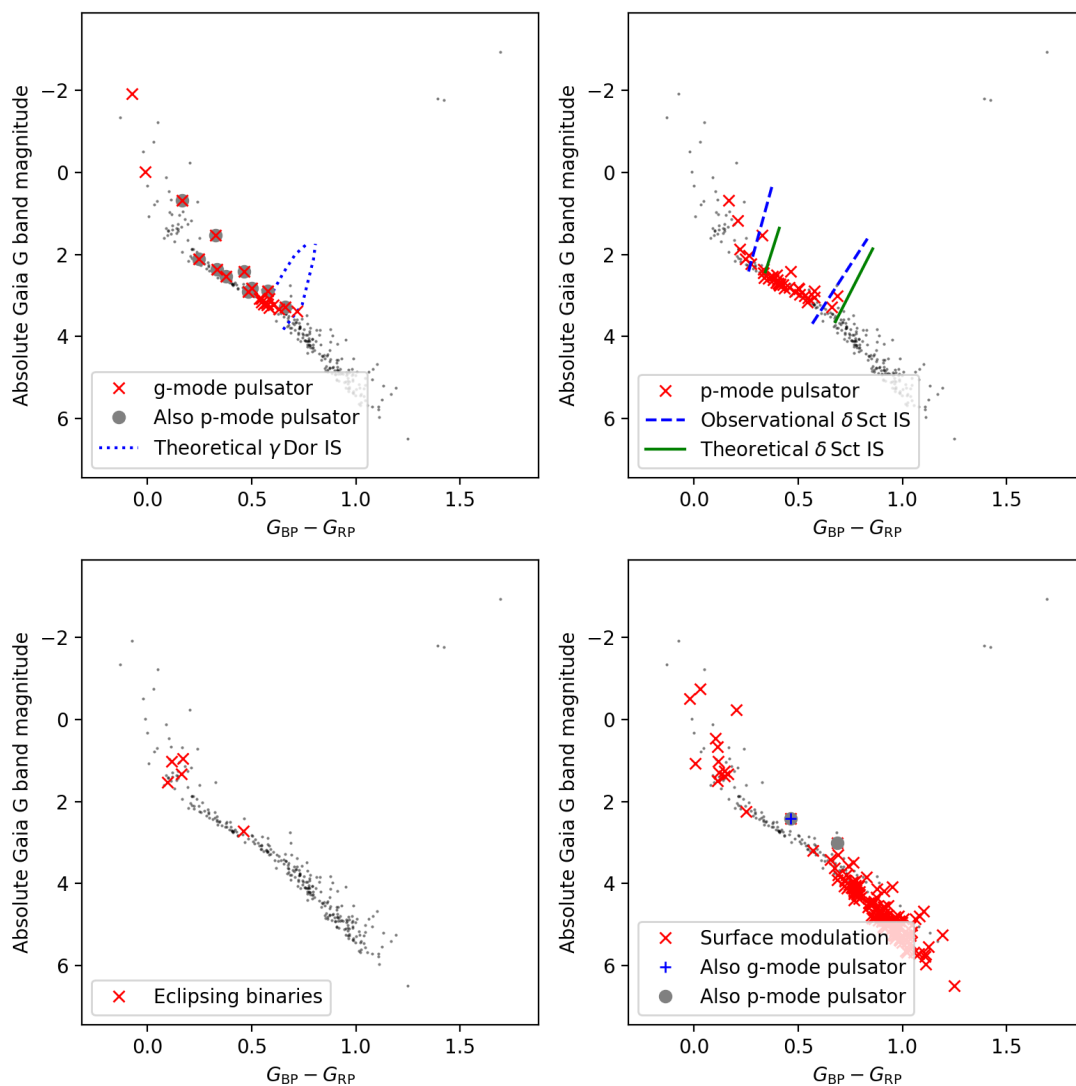 Absolute Gaia G band magnitude
−2
0
2
4
6
g-mode pulsator
Also p-mode pulsator
Theoretical γ Dor IS
0.0 0.5 1.0 1.5
G_BP − G_RP
Absolute Gaia G band magnitude
−2
0
2
4
6
p-mode pulsator
Observational δ Sct IS
Theoretical δ Sct IS
0.0 0.5 1.0 1.5
G_BP − G_RP
Absolute Gaia G band magnitude
−2
0
2
4
6
Eclipsing binaries
0.0 0.5 1.0 1.5
G_BP − G_RP
Absolute Gaia G band magnitude
−2
0
2
4
6
Surface modulation
Also g-mode pulsator
Also p-mode pulsator
0.0 0.5 1.0 1.5
G_BP − G_RP